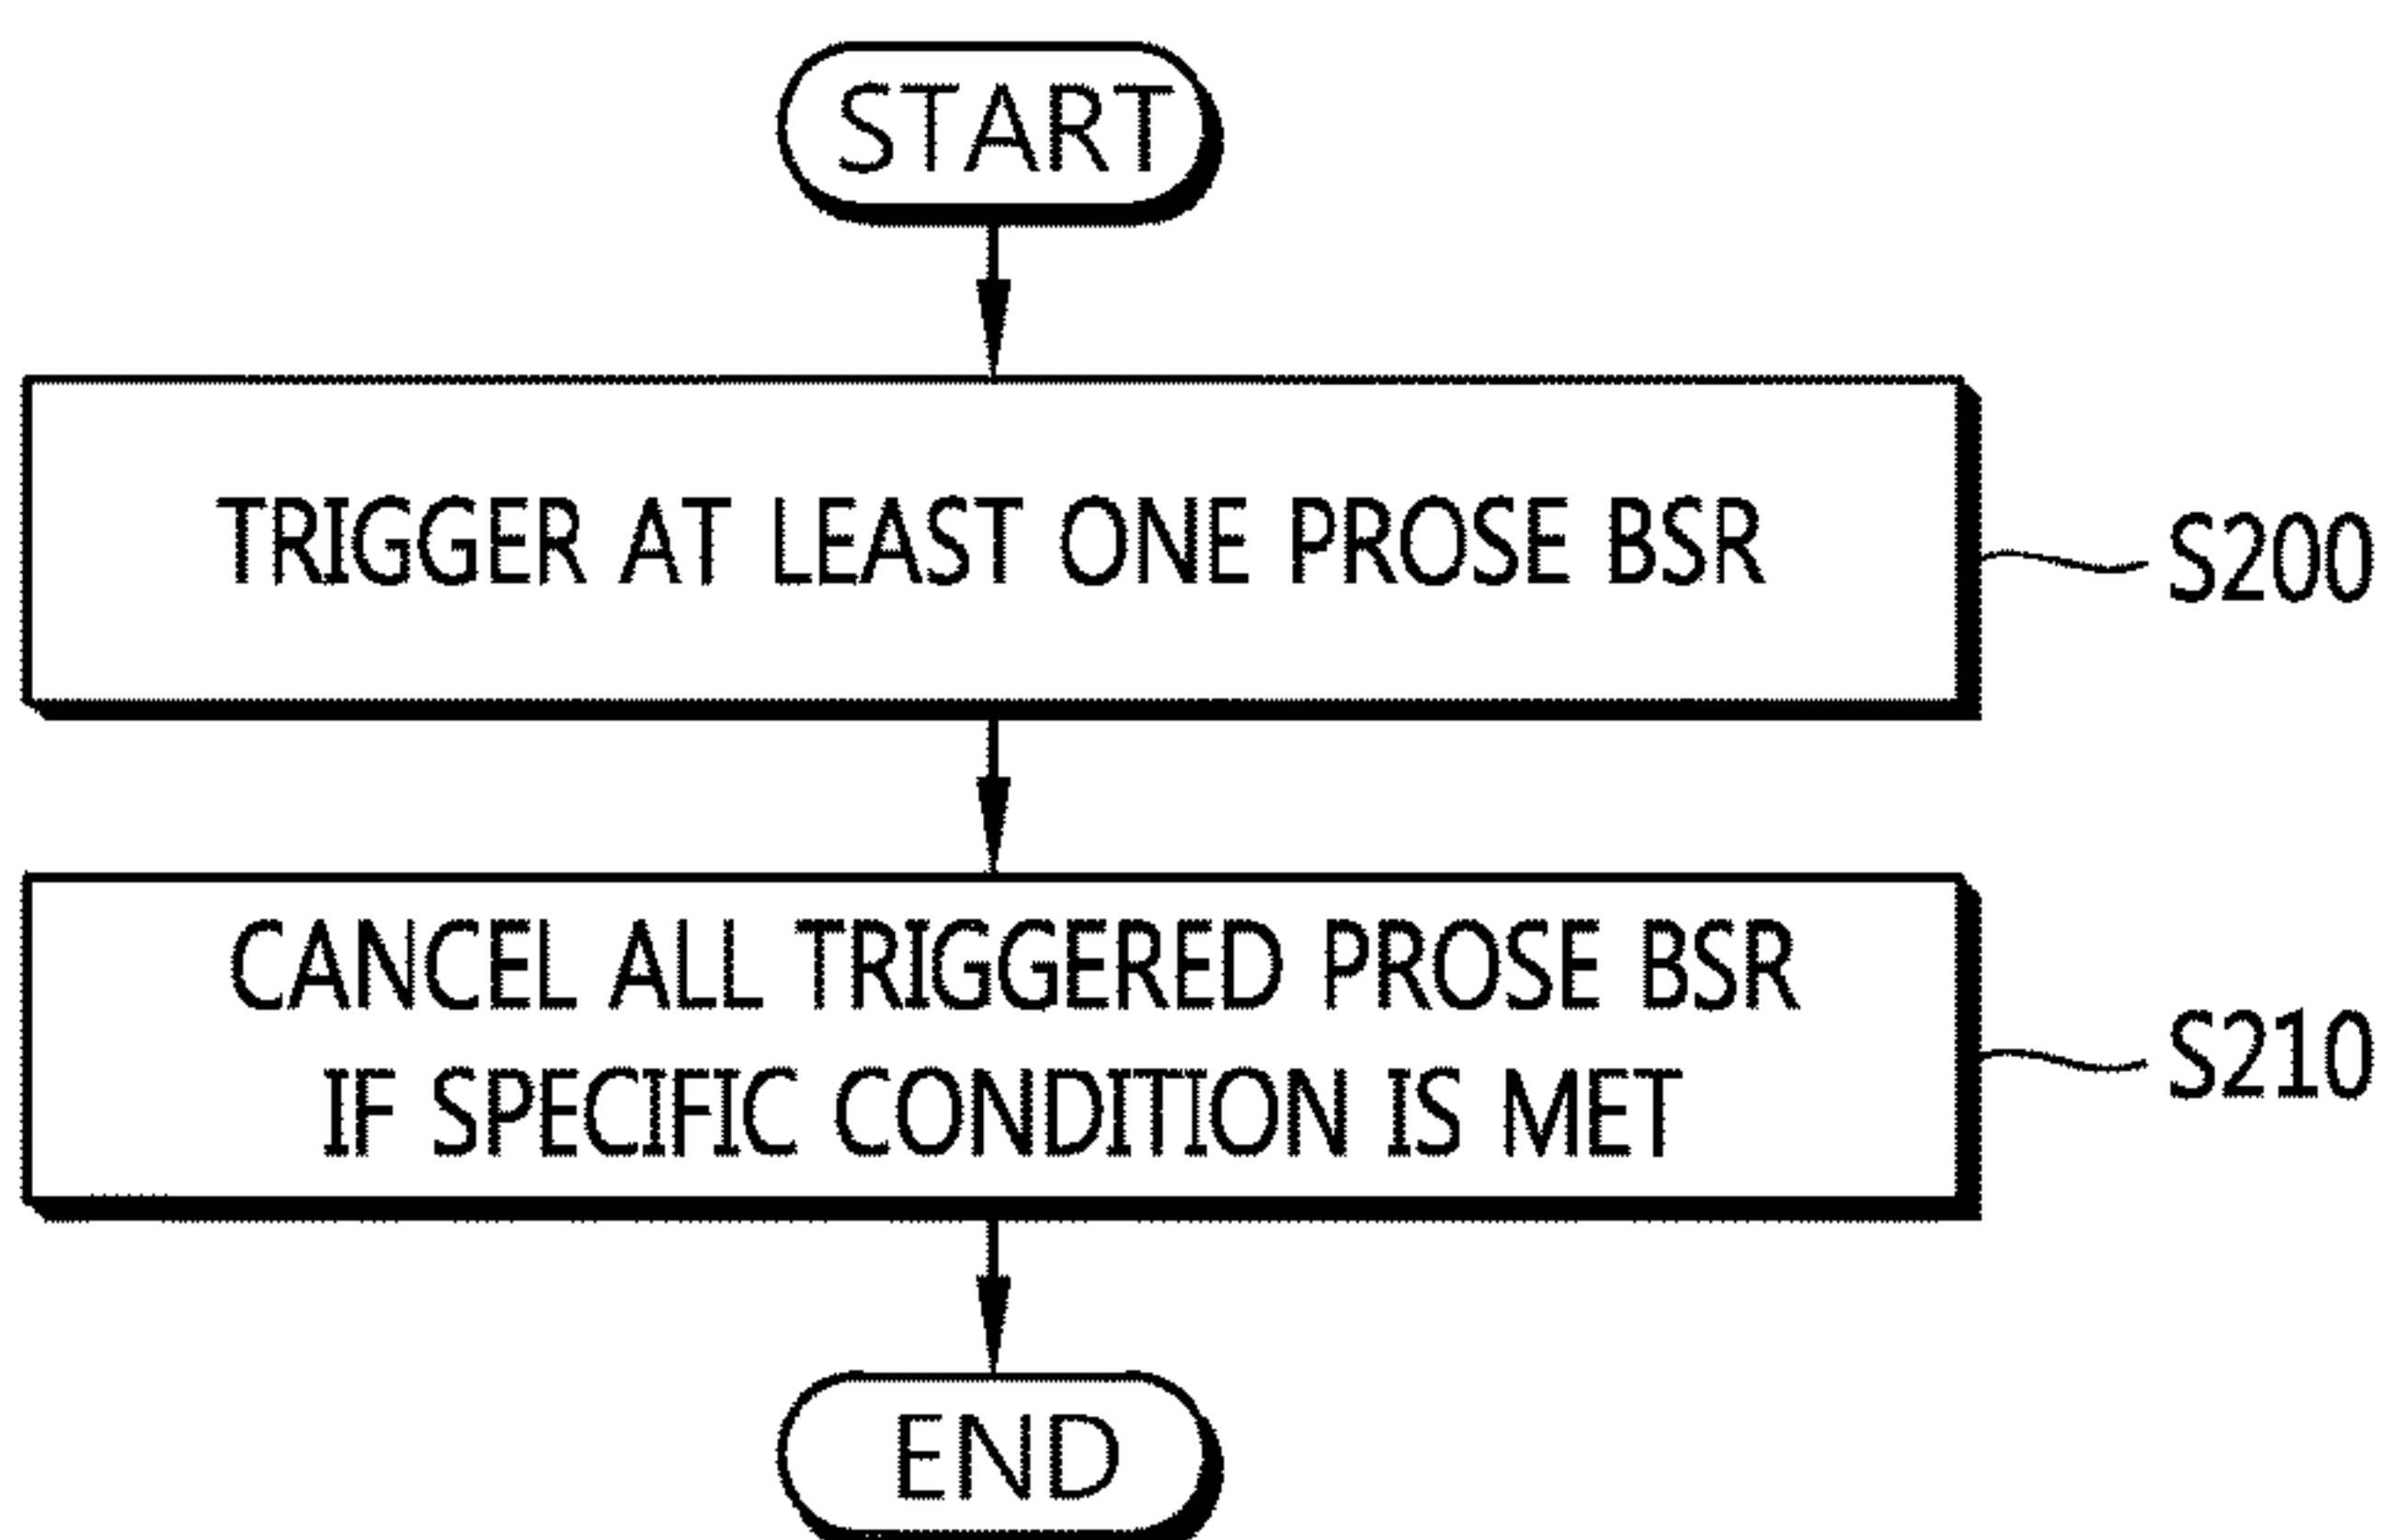 START
TRIGGER AT LEAST ONE PROSE BSR
S200
CANCEL ALL TRIGGERED PROSE BSR
IF SPECIFIC CONDITION IS MET
S210
END